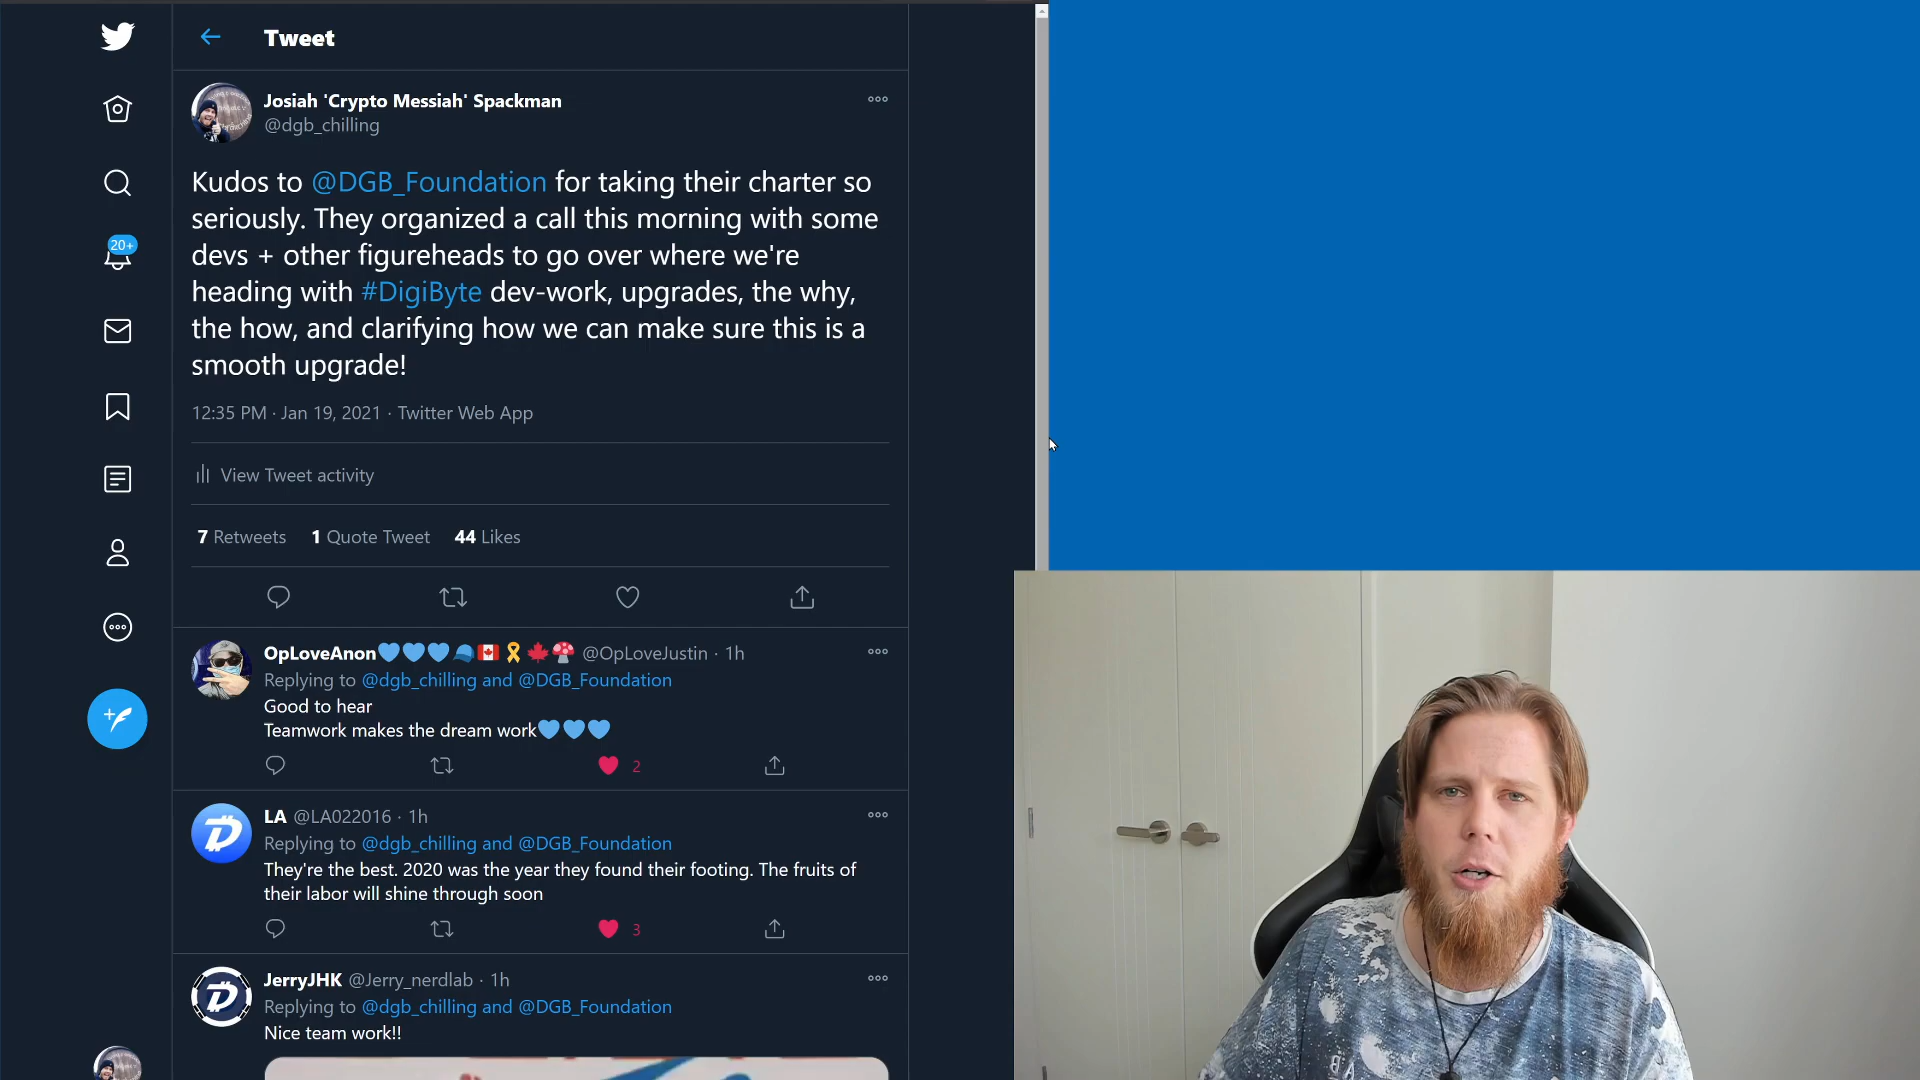 Tweet
Josiah 'Crypto Messiah' Spackman
@dgb_chilling
Kudos to @DGB_Foundation for taking their charter so
seriously. They organized a call this morning with some
devs + other figureheads to go over where we're
heading with #DigiByte dev-work, upgrades, the why,
the how, and clarifying how we can make sure this is a
smooth upgrade!
12:35 PM · Jan 19, 2021 · Twitter Web App
View Tweet activity
7 Retweets 1 Quote Tweet 44 Likes
20+
OpLoveAnon💙💙💙🧢🇨🇦🎗🍁🍄 @OpLoveJustin · 1h
Replying to @dgb_chilling and @DGB_Foundation
Good to hear
Teamwork makes the dream work💙💙💙
2
LA @LA022016 · 1h
Replying to @dgb_chilling and @DGB_Foundation
They're the best. 2020 was the year they found their footing. The fruits of
their labor will shine through soon
3
JerryJHK @Jerry_nerdlab · 1h
Replying to @dgb_chilling and @DGB_Foundation
Nice team work!!